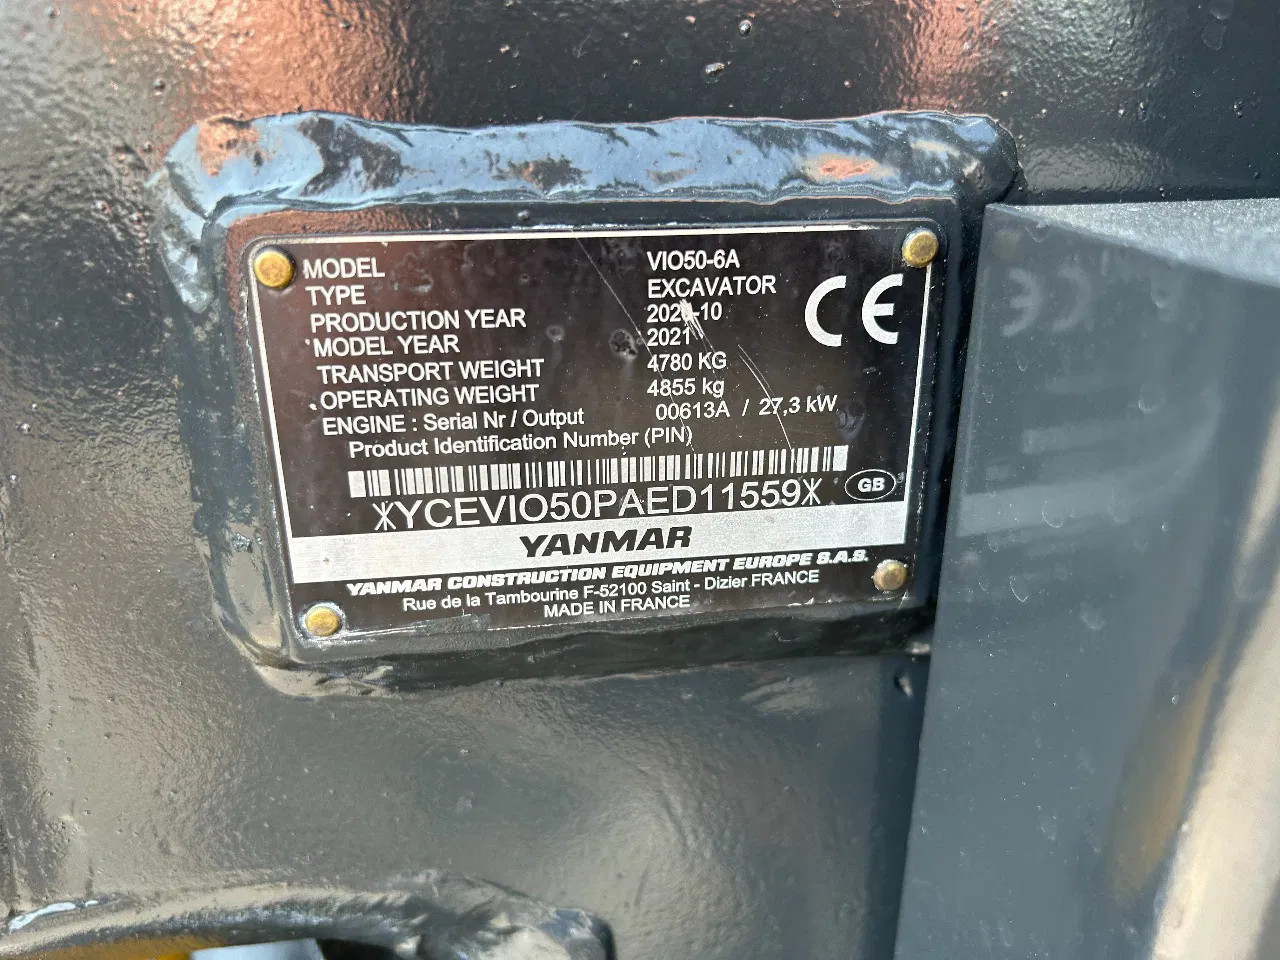 MODEL VIO50-6A
TYPE EXCAVATOR
PRODUCTION YEAR 2020-10
MODEL YEAR 2021
TRANSPORT WEIGHT 4780 KG
OPERATING WEIGHT 4855 kg
ENGINE : Serial Nr / Output 00613A / 27,3 kW
Product Identification Number (PIN)
CE
*YCEVIO50PAED11559*
GB
YANMAR
YANMAR CONSTRUCTION EQUIPMENT EUROPE S.A.S.
Rue de la Tambourine F-52100 Saint - Dizier FRANCE
MADE IN FRANCE